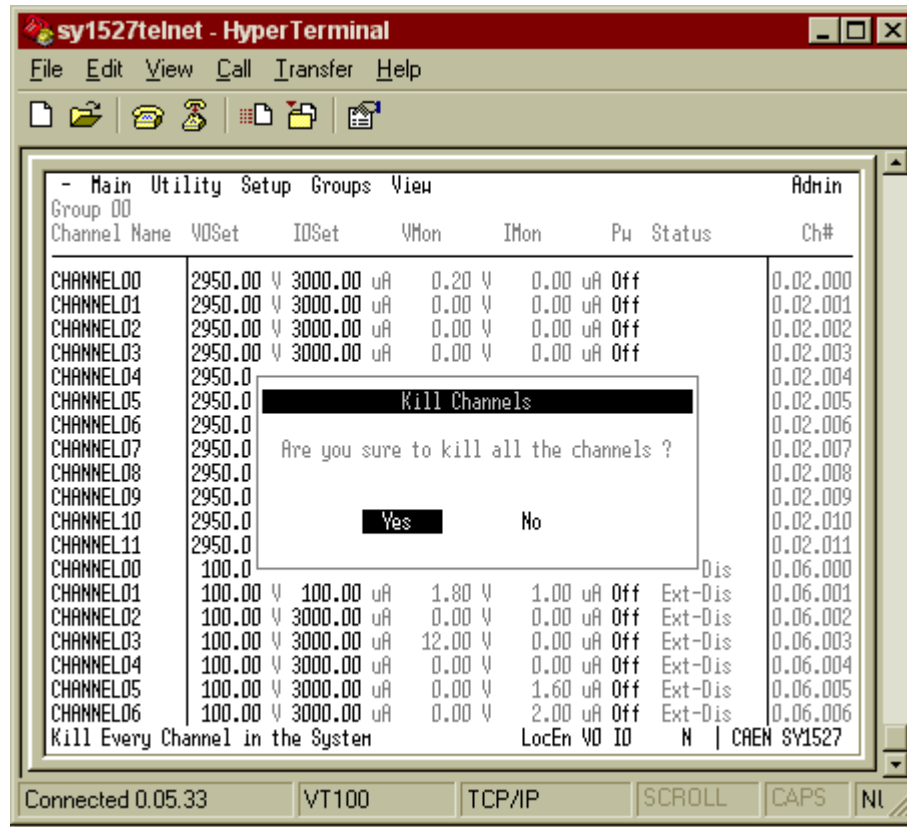 sy1527telnet - HyperTerminal
File Edit View Call Transfer Help
- Main Utility Setup Groups View Admin
Group 00
Channel Name V0Set I0Set VMon IMon Pw Status Ch#
CHANNEL00 2950.00 V 3000.00 uA 0.20 V 0.00 uA Off 0.02.000
CHANNEL01 2950.00 V 3000.00 uA 0.00 V 0.00 uA Off 0.02.001
CHANNEL02 2950.00 V 3000.00 uA 0.00 V 0.00 uA Off 0.02.002
CHANNEL03 2950.00 V 3000.00 uA 0.00 V 0.00 uA Off 0.02.003
CHANNEL04 2950.0 0.02.004
CHANNEL05 2950.0 Kill Channels 0.02.005
CHANNEL06 2950.0 0.02.006
CHANNEL07 2950.0 Are you sure to kill all the channels ? 0.02.007
CHANNEL08 2950.0 0.02.008
CHANNEL09 2950.0 0.02.009
CHANNEL10 2950.0 Yes No 0.02.010
CHANNEL11 2950.0 0.02.011
CHANNEL00 100.0 Dis 0.06.000
CHANNEL01 100.00 V 100.00 uA 1.80 V 1.00 uA Off Ext-Dis 0.06.001
CHANNEL02 100.00 V 3000.00 uA 0.00 V 0.00 uA Off Ext-Dis 0.06.002
CHANNEL03 100.00 V 3000.00 uA 12.00 V 0.00 uA Off Ext-Dis 0.06.003
CHANNEL04 100.00 V 3000.00 uA 0.00 V 0.00 uA Off Ext-Dis 0.06.004
CHANNEL05 100.00 V 3000.00 uA 0.00 V 1.60 uA Off Ext-Dis 0.06.005
CHANNEL06 100.00 V 3000.00 uA 0.00 V 2.00 uA Off Ext-Dis 0.06.006
Kill Every Channel in the System LocEn V0 I0 N | CAEN SY1527
Connected 0.05.33 VT100 TCP/IP SCROLL CAPS NU